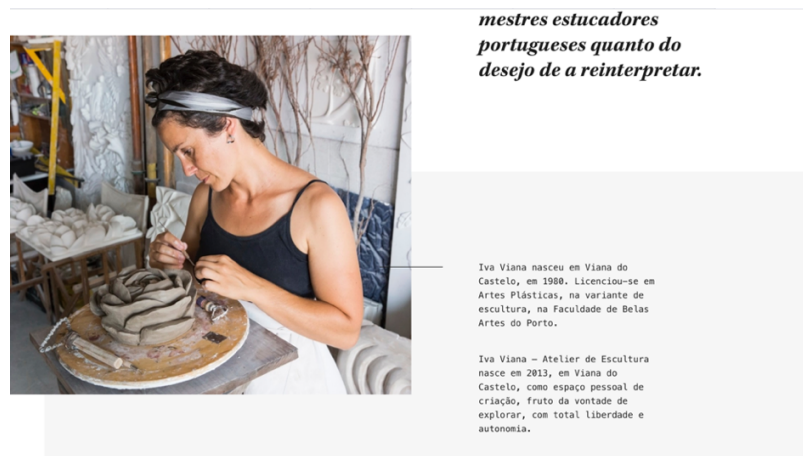 mestres estucadores
portugueses quanto do
desejo de a reinterpretar.
Iva Viana nasceu em Viana do
Castelo, em 1980. Licenciou-se em
Artes Plásticas, na variante de
escultura, na Faculdade de Belas
Artes do Porto.
Iva Viana – Atelier de Escultura
nasce em 2013, em Viana do
Castelo, como espaço pessoal de
criação, fruto da vontade de
explorar, com total liberdade e
autonomia.